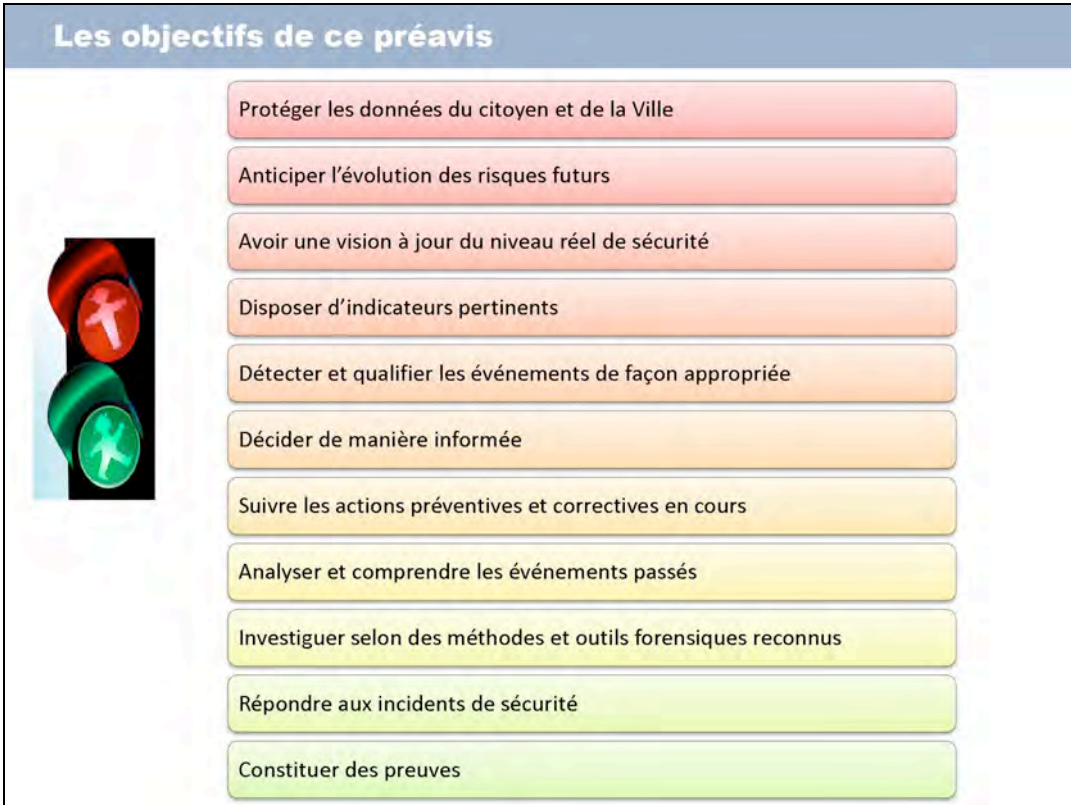 Les objectifs de ce préavis
Protéger les données du citoyen et de la Ville
Anticiper l'évolution des risques futurs
Avoir une vision à jour du niveau réel de sécurité
Disposer d'indicateurs pertinents
Détecter et qualifier les événements de façon appropriée
Décider de manière informée
Suivre les actions préventives et correctives en cours
Analyser et comprendre les événements passés
Investiguer selon des méthodes et outils forensiques reconnus
Répondre aux incidents de sécurité
Constituer des preuves